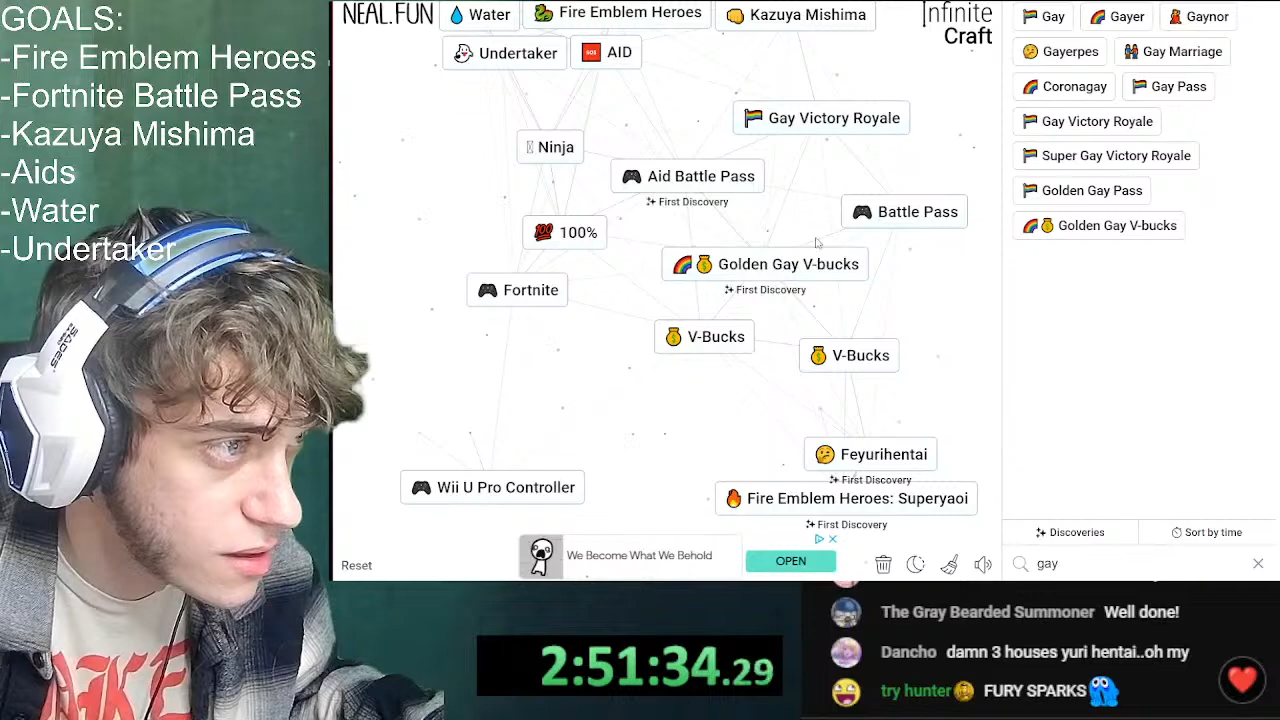 GOALS:
-Fire Emblem Heroes
-Fortnite Battle Pass
-Kazuya Mishima
-Aids
-Water
-Undertaker
NEAL.FUN
Water
Fire Emblem Heroes
Kazuya Mishima
Infinite
Craft
Undertaker
SOS AID
Gay Victory Royale
Ninja
Aid Battle Pass
First Discovery
Battle Pass
100 100%
Golden Gay V-bucks
First Discovery
Fortnite
V-Bucks
V-Bucks
Feyurihentai
First Discovery
Wii U Pro Controller
Fire Emblem Heroes: Superyaoi
First Discovery
We Become What We Behold
OPEN
Reset
Gay
Gayer
Gaynor
Gayerpes
Gay Marriage
Coronagay
Gay Pass
Gay Victory Royale
Super Gay Victory Royale
Golden Gay Pass
Golden Gay V-bucks
Discoveries
Sort by time
gay
SADES
2:51:34.29
The Gray Bearded Summoner Well done!
Dancho damn 3 houses yuri hentai..oh my
try hunter FURY SPARKS